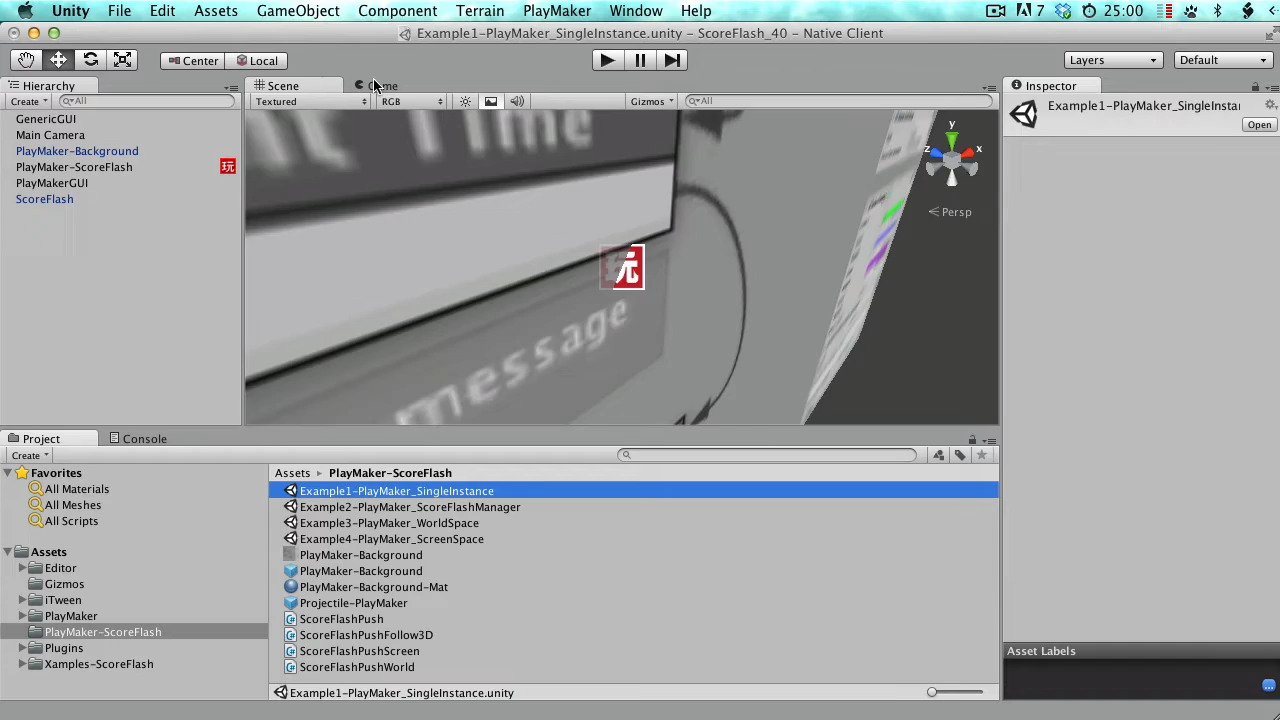 Unity File Edit Assets GameObject Component Terrain PlayMaker Window Help 7 25:00
Example1-PlayMaker_SingleInstance.unity - ScoreFlash_40 - Native Client
Center Local Layers Default
Hierarchy Scene Inspector
Create All Textured RGB Gizmos All
Example1-PlayMaker_SingleInsta
Open
GenericGUI
Main Camera
PlayMaker-Background
PlayMaker-ScoreFlash 玩
PlayMakerGUI
ScoreFlash
Time
message
y
z x
Persp
Project Console
Create
Favorites
All Materials
All Meshes
All Scripts
Assets
Editor
Gizmos
iTween
PlayMaker
PlayMaker-ScoreFlash
Plugins
Xamples-ScoreFlash
Assets PlayMaker-ScoreFlash
Example1-PlayMaker_SingleInstance
Example2-PlayMaker_ScoreFlashManager
Example3-PlayMaker_WorldSpace
Example4-PlayMaker_ScreenSpace
PlayMaker-Background
PlayMaker-Background
PlayMaker-Background-Mat
Projectile-PlayMaker
ScoreFlashPush
ScoreFlashPushFollow3D
ScoreFlashPushScreen
ScoreFlashPushWorld
Example1-PlayMaker_SingleInstance.unity
Asset Labels